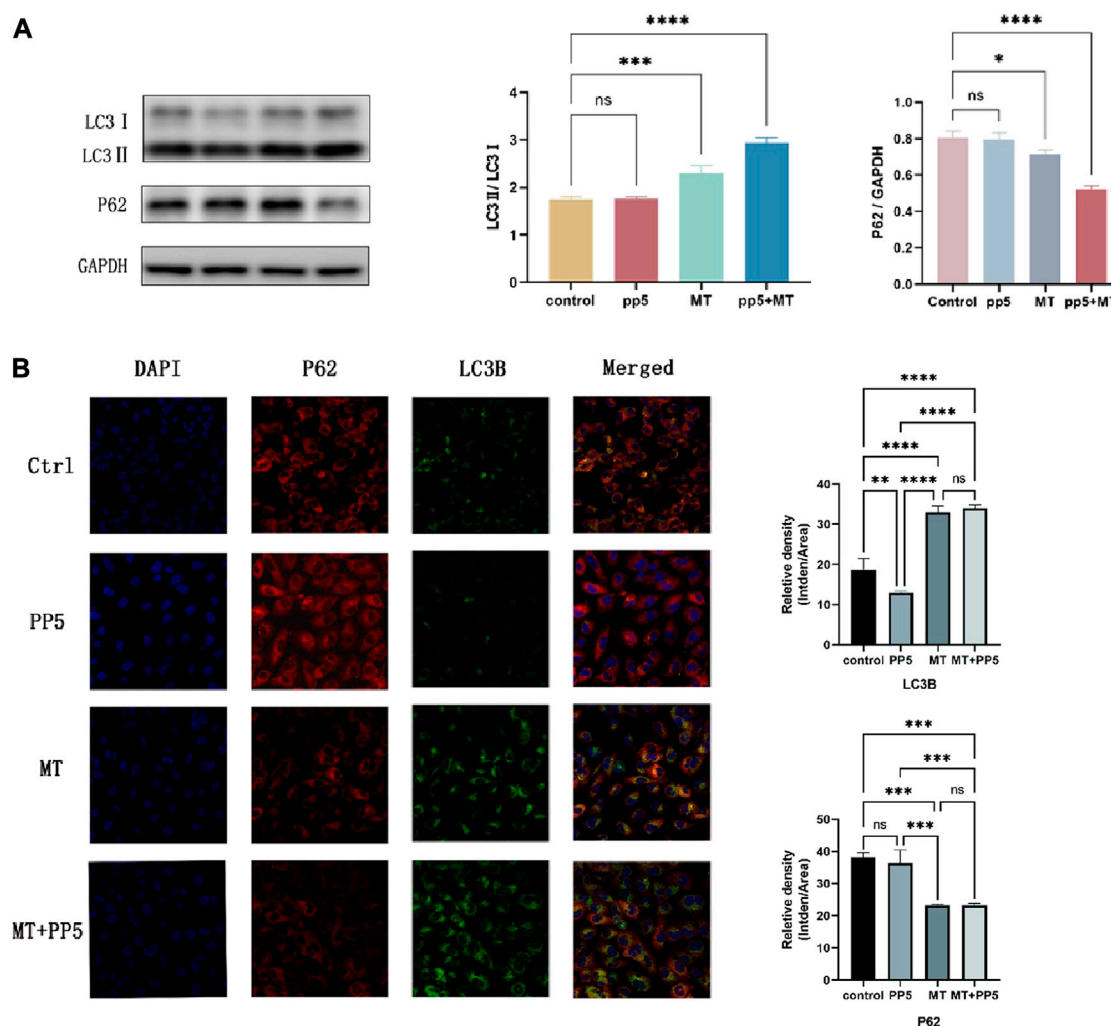 A
LC3 I
LC3 II
P62
GAPDH
****
***
ns
LC3 II / LC3 I
4
3
2
1
0
control pp5 MT pp5+MT
****
*
ns
P62 / GAPDH
1.0
0.8
0.6
0.4
0.2
0.0
Control pp5 MT pp5+MT
B
DAPI P62 LC3B Merged
Ctrl
PP5
MT
MT+PP5
****
****
****
** **** ns
Reletive density
(Intden/Area)
40
30
20
10
0
control PP5 MT MT+PP5
LC3B
***
***
*** ns
ns ***
Reletive density
(Intden/Area)
50
40
30
20
10
0
control PP5 MT MT+PP5
P62